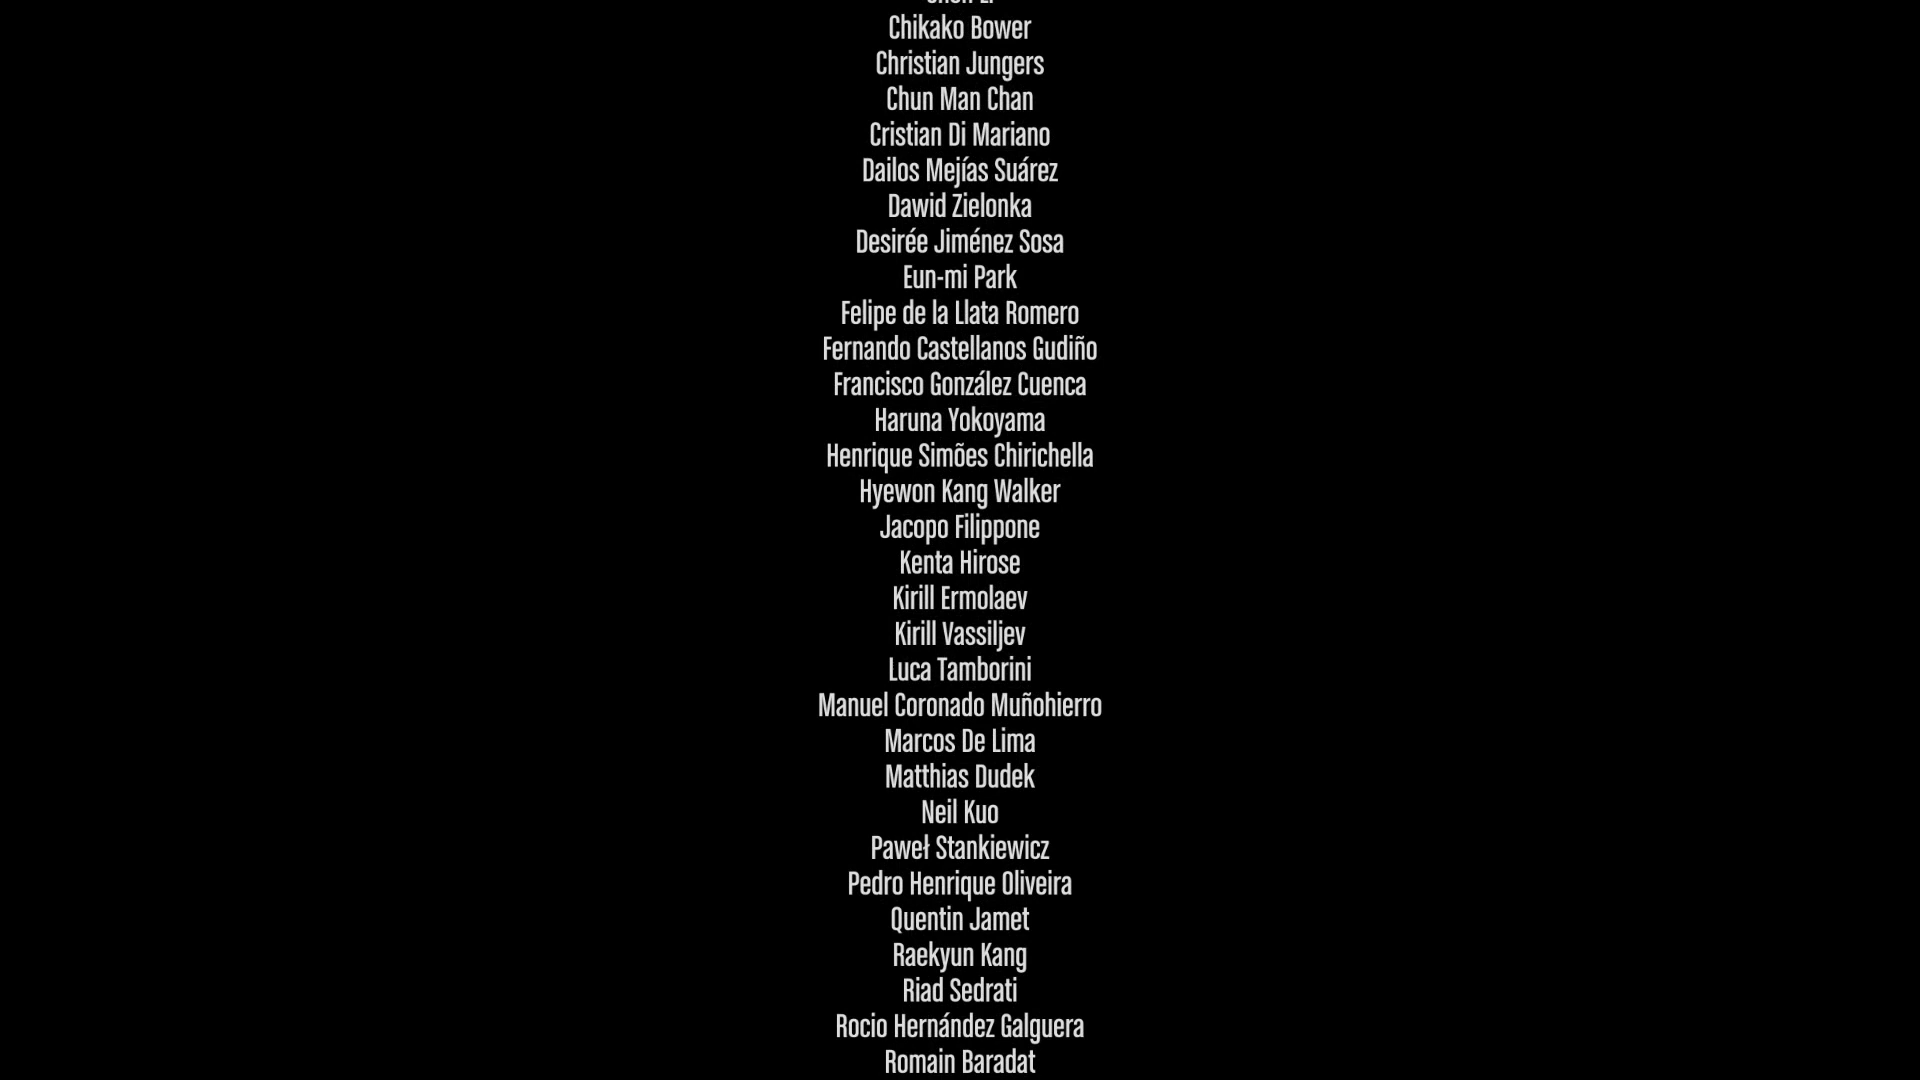 Chikako Bower
Christian Jungers
Chun Man Chan
Cristian Di Mariano
Dailos Mejías Suárez
Dawid Zielonka
Desirée Jiménez Sosa
Eun-mi Park
Felipe de la Llata Romero
Fernando Castellanos Gudiño
Francisco González Cuenca
Haruna Yokoyama
Henrique Simões Chirichella
Hyewon Kang Walker
Jacopo Filippone
Kenta Hirose
Kirill Ermolaev
Kirill Vassiljev
Luca Tamborini
Manuel Coronado Muñohierro
Marcos De Lima
Matthias Dudek
Neil Kuo
Paweł Stankiewicz
Pedro Henrique Oliveira
Quentin Jamet
Raekyun Kang
Riad Sedrati
Rocio Hernández Galguera
Romain Baradat